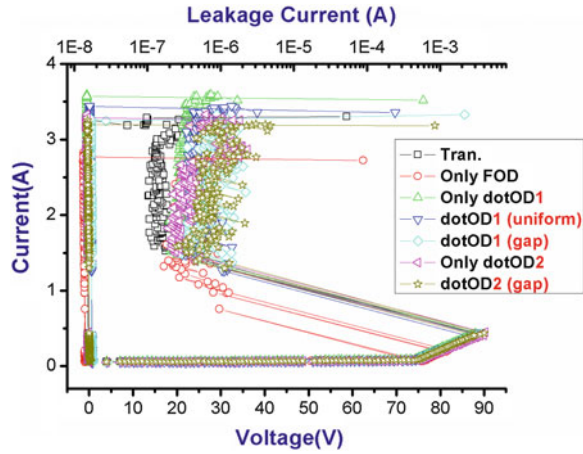 Leakage Current (A)
1E-8 1E-7 1E-6 1E-5 1E-4 1E-3
4
3
2
1
0
Current(A)
Tran.
Only FOD
Only dotOD1
dotOD1 (uniform)
dotOD1 (gap)
Only dotOD2
dotOD2 (gap)
0 10 20 30 40 50 60 70 80 90
Voltage(V)